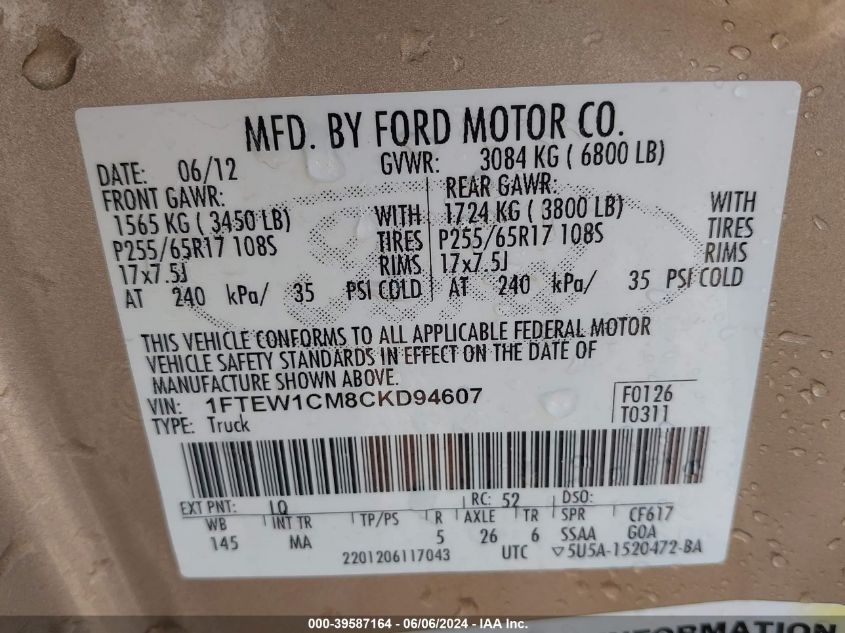 MFD. BY FORD MOTOR CO.
DATE: 06/12 GVWR: 3084 KG ( 6800 LB)
FRONT GAWR: REAR GAWR:
1565 KG ( 3450 LB) WITH 1724 KG ( 3800 LB) WITH
P255/65R17 108S TIRES P255/65R17 108S TIRES
17x7.5J RIMS 17x7.5J RIMS
AT 240 kPa/ 35 PSI COLD AT 240 kPa/ 35 PSI COLD
THIS VEHICLE CONFORMS TO ALL APPLICABLE FEDERAL MOTOR
VEHICLE SAFETY STANDARDS IN EFFECT ON THE DATE OF
MANUFACTURE SHOWN ABOVE.
VIN: 1FTEW1CM8CKD94607 F0126
TYPE: Truck T0311
EXT PNT: LQ RC: 52 DSO:
WB INT TR TP/PS R AXLE TR SPR CF617
145 MA 5 26 6 SSAA GOA
2201206117043 UTC ▽5U5A-1520472-BA
INFORMATION
000-39587164 - 06/06/2024 - IAA Inc.